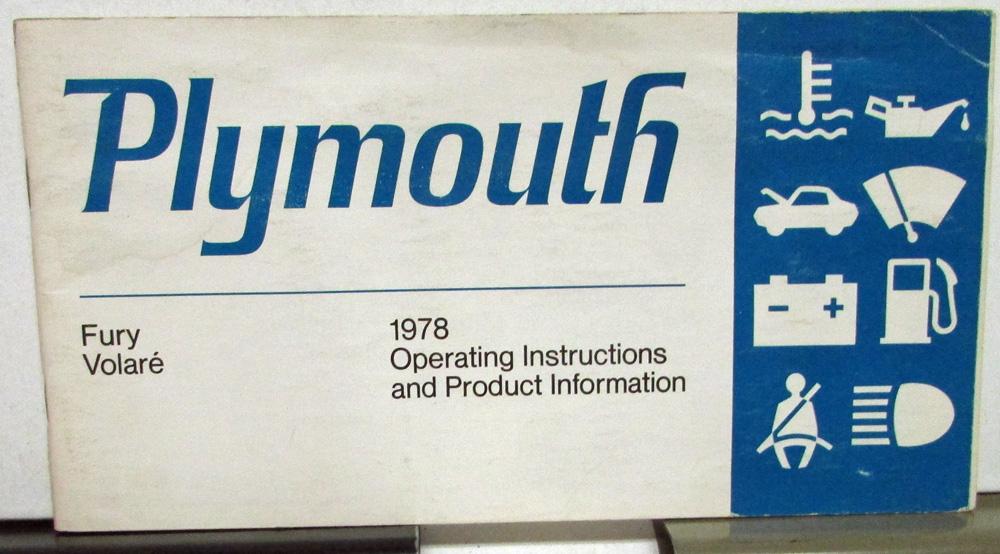 Plymouth
Fury
Volaré
1978
Operating Instructions
and Product Information